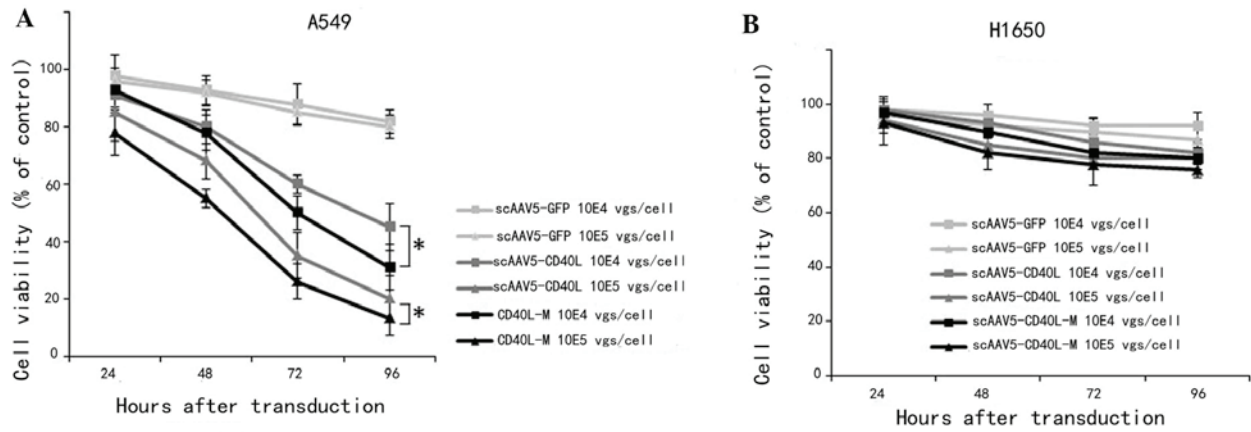 A
A549
Cell viability (% of control)
100
80
60
40
20
0
24 48 72 96
Hours after transduction
*
*
scAAV5-GFP 10E4 vgs/cell
scAAV5-GFP 10E5 vgs/cell
scAAV5-CD40L 10E4 vgs/cell
scAAV5-CD40L 10E5 vgs/cell
CD40L-M 10E4 vgs/cell
CD40L-M 10E5 vgs/cell
B
H1650
Cell viability (% of control)
100
80
60
40
20
0
24 48 72 96
Hours after transduction
scAAV5-GFP 10E4 vgs/cell
scAAV5-GFP 10E5 vgs/cell
scAAV5-CD40L 10E4 vgs/cell
scAAV5-CD40L 10E5 vgs/cell
scAAV5-CD40L-M 10E4 vgs/cell
scAAV5-CD40L-M 10E5 vgs/cell